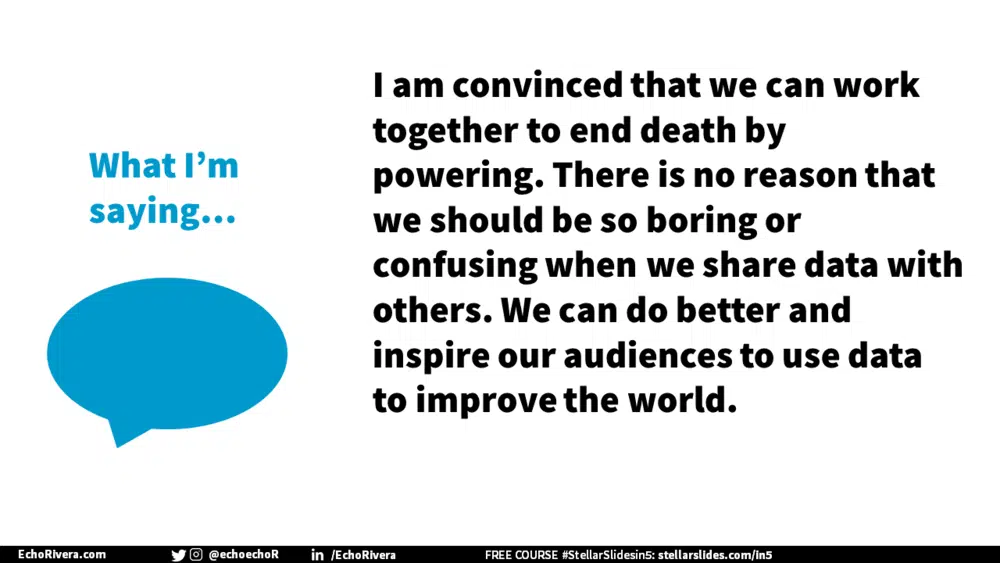 What I'm
saying...
I am convinced that we can work
together to end death by
powering. There is no reason that
we should be so boring or
confusing when we share data with
others. We can do better and
inspire our audiences to use data
to improve the world.
EchoRivera.com @echoechoR in /EchoRivera FREE COURSE #StellarSlidesin5: stellarslides.com/in5